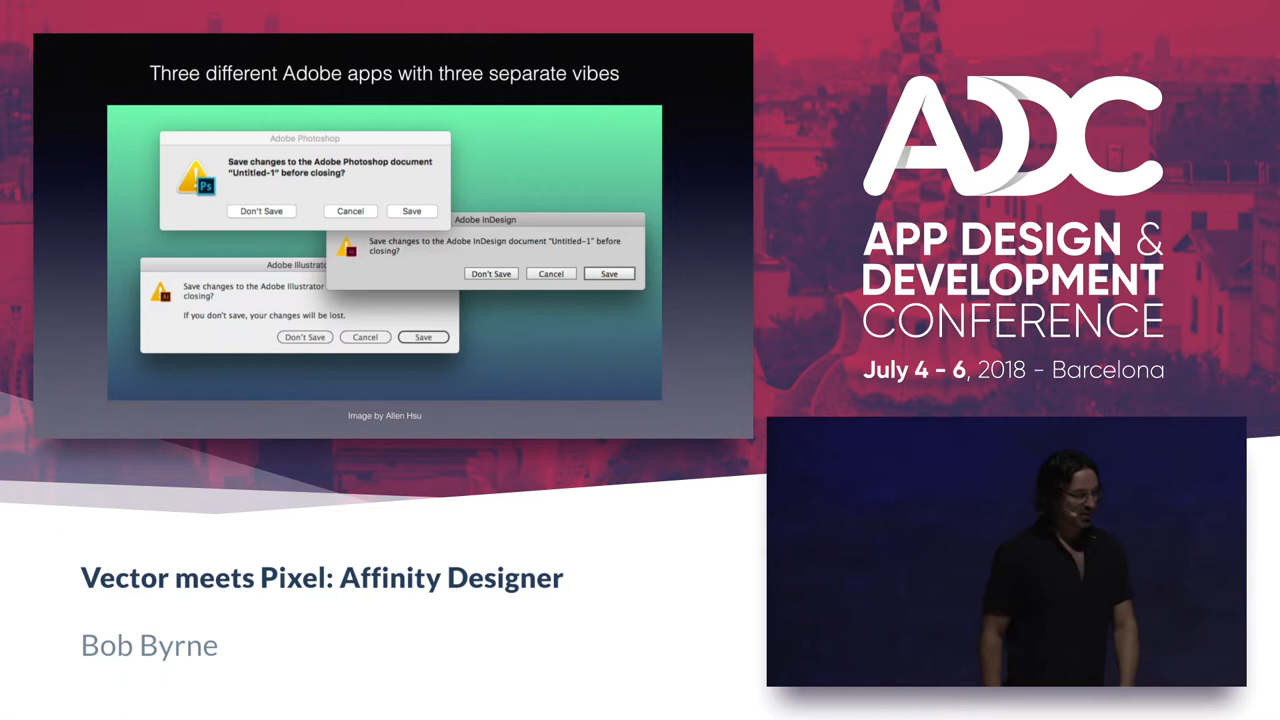 Three different Adobe apps with three separate vibes
Adobe Photoshop
Save changes to the Adobe Photoshop document
“Untitled-1” before closing?
Ps
Don't Save
Cancel
Save
Adobe InDesign
Save changes to the Adobe InDesign document “Untitled-1” before
closing?
Don't Save
Cancel
Save
Adobe Illustrato
Save changes to the Adobe Illustrator
closing?
If you don't save, your changes will be lost.
Don't Save
Cancel
Save
Image by Allen Hsu
ADC
APP DESIGN &
DEVELOPMENT
CONFERENCE
July 4 - 6, 2018 - Barcelona
Vector meets Pixel: Affinity Designer
Bob Byrne